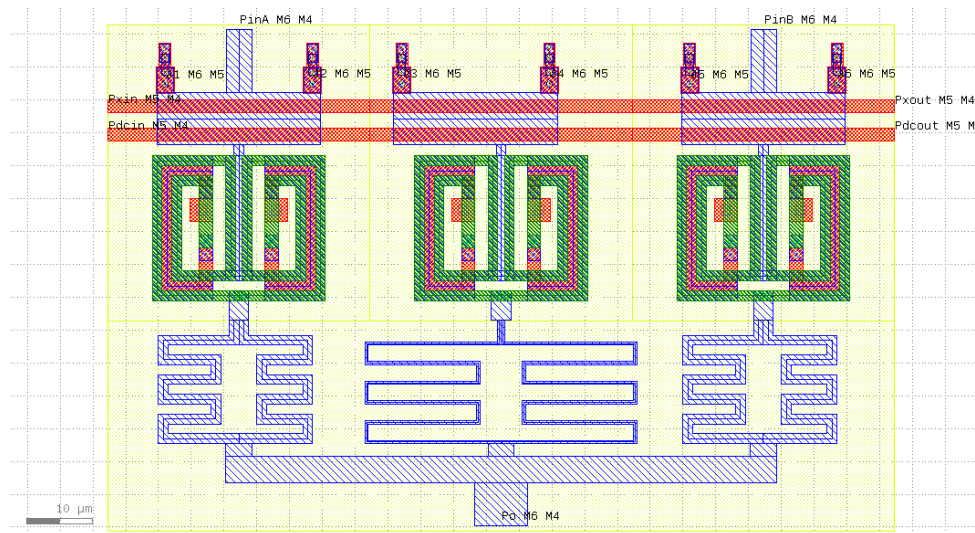 PinA M6 M4
PinB M6 M4
1 M6 M5
2 M6 M5
3 M6 M5
4 M6 M5
5 M6 M5
6 M6 M5
Pxin M5 M4
Pxout M5 M4
Pdcin M5 M4
Pdcout M5 M
Po M6 M4
10 µm